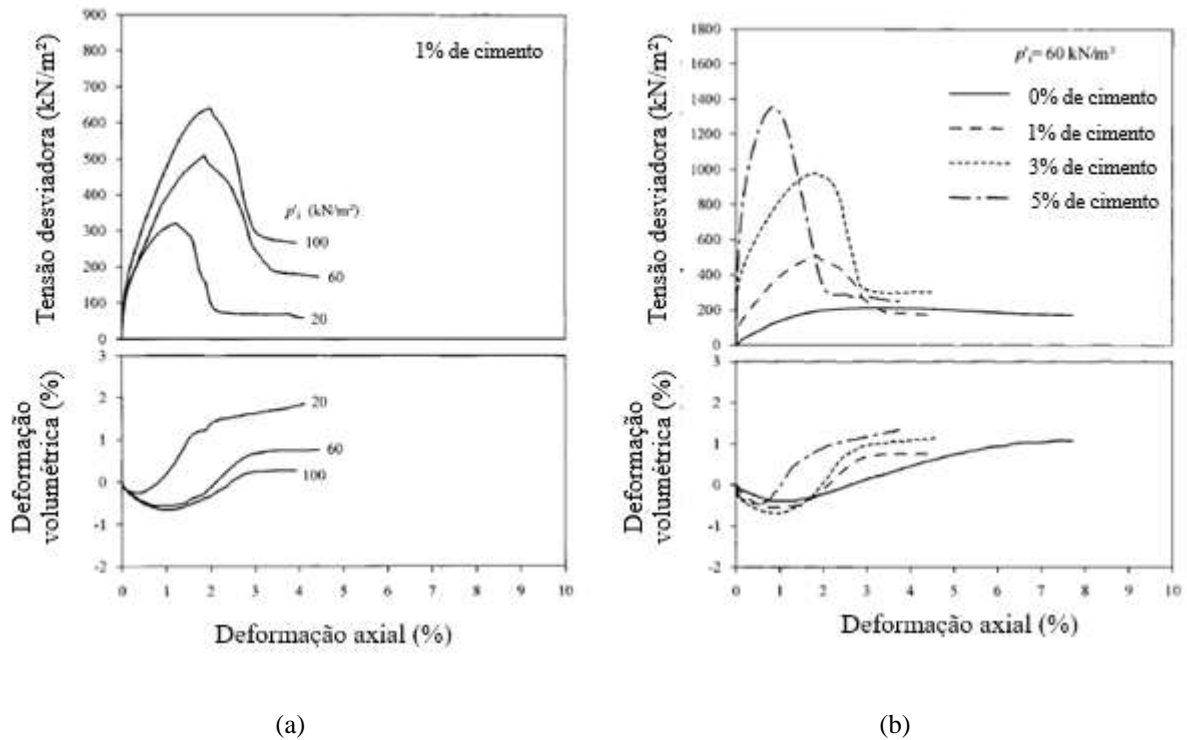 900
800
700
600
500
400
300
200
100
0
Tensão desviadora (kN/m²)
1% de cimento
p'ᵢ (kN/m²)
100
60
20
3
2
1
0
-1
-2
Deformação
volumétrica (%)
20
60
100
0 1 2 3 4 5 6 7 8 9 10
Deformação axial (%)
(a)
1800
1600
1400
1200
1000
800
600
400
200
0
Tensão desviadora (kN/m²)
p'ᵢ= 60 kN/m²
0% de cimento
1% de cimento
3% de cimento
5% de cimento
3
2
1
0
-1
-2
Deformação
volumétrica (%)
0 1 2 3 4 5 6 7 8 9 10
Deformação axial (%)
(b)